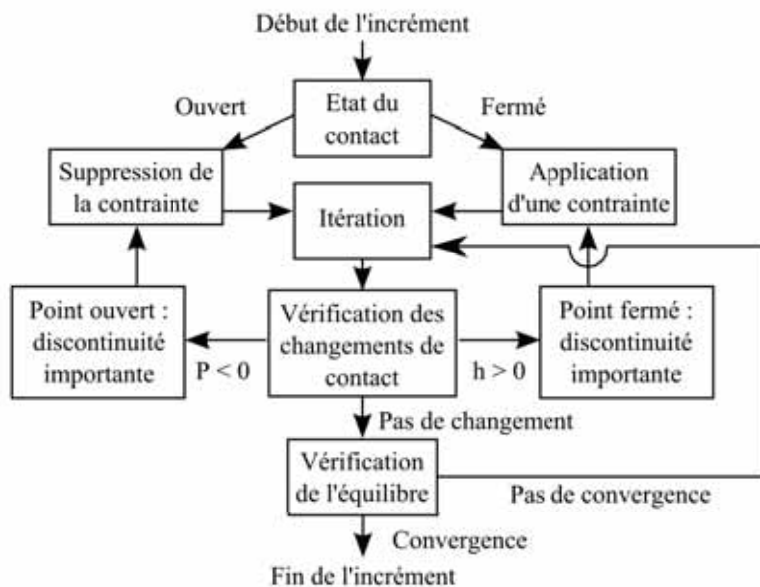 Début de l'incrément
Ouvert
Etat du
contact
Fermé
Suppression de
la contrainte
Itération
Application
d'une contrainte
Point ouvert :
discontinuité
importante
P < 0
Vérification des
changements de
contact
h > 0
Point fermé :
discontinuité
importante
Pas de changement
Vérification
de l'équilibre
Pas de convergence
Convergence
Fin de l'incrément